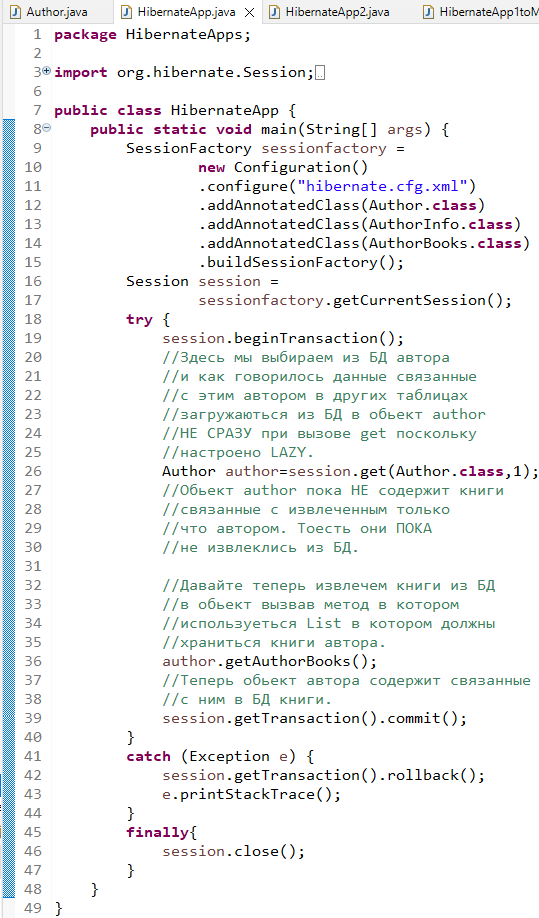 Author.java HibernateApp.java HibernateApp2.java HibernateApp1toM
1 package HibernateApps;
2
3 import org.hibernate.Session;
6
7 public class HibernateApp {
8 public static void main(String[] args) {
9 SessionFactory sessionfactory =
10 new Configuration()
11 .configure("hibernate.cfg.xml")
12 .addAnnotatedClass(Author.class)
13 .addAnnotatedClass(AuthorInfo.class)
14 .addAnnotatedClass(AuthorBooks.class)
15 .buildSessionFactory();
16 Session session =
17 sessionfactory.getCurrentSession();
18 try {
19 session.beginTransaction();
20 //Здесь мы выбираем из БД автора
21 //и как говорилось данные связанные
22 //с этим автором в других таблицах
23 //загружаються из БД в обьект author
24 //НЕ СРАЗУ при вызове get поскольку
25 //настроено LAZY.
26 Author author=session.get(Author.class,1);
27 //Обьект author пока НЕ содержит книги
28 //связанные с извлеченным только
29 //что автором. Тоесть они ПОКА
30 //не извлеклись из БД.
31
32 //Давайте теперь извлечем книги из БД
33 //в обьект вызвав метод в котором
34 //используеться List в котором должны
35 //храниться книги автора.
36 author.getAuthorBooks();
37 //Теперь обьект автора содержит связанные
38 //с ним в БД книги.
39 session.getTransaction().commit();
40 }
41 catch (Exception e) {
42 session.getTransaction().rollback();
43 e.printStackTrace();
44 }
45 finally{
46 session.close();
47 }
48 }
49 }